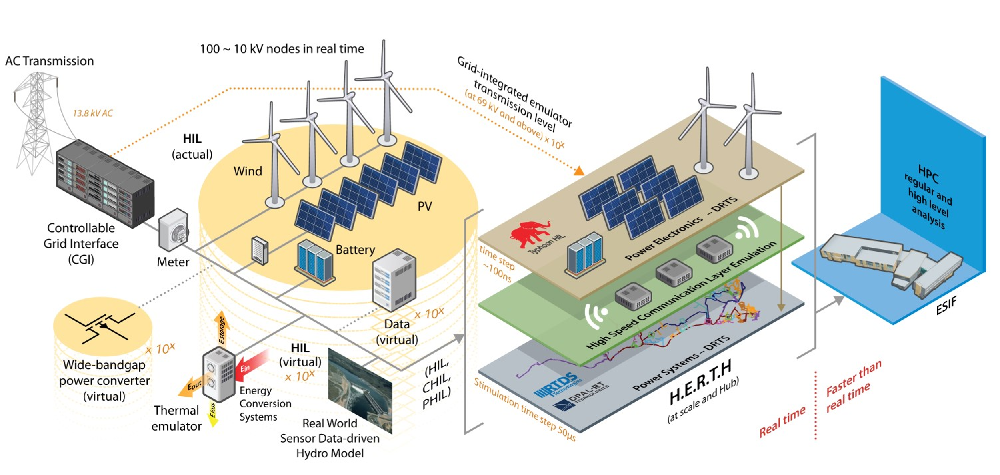 AC Transmission
13.8 kV AC
100 ~ 10 kV nodes in real time
HIL
(actual)
Wind
PV
Battery
Controllable
Grid Interface
(CGI)
Meter
Data
(virtual)
x 10x
Wide-bandgap
power converter
(virtual)
x 10x
E storage
Ein
Eout
E loss
Thermal
emulator
Energy
Conversion
Systems
HIL
(virtual)
x 10x
Real World
Sensor Data-driven
Hydro Model
(HIL,
CHIL,
PHIL)
Grid-integrated emulator
transmission level
(at 69 kV and above) x 10x
Typhoon HIL
Power Electronics – DRTS
time step
~100ns
High Speed Communication Layer Emulation
Power Systems – DRTS
RTDS
Technologies
OPAL-RT
TECHNOLOGIES
Stimulation time step 50µs
H.E.R.T.H
(at scale and Hub)
HPC
regular and
high level
analysis
ESIF
Real time
Faster than
real time